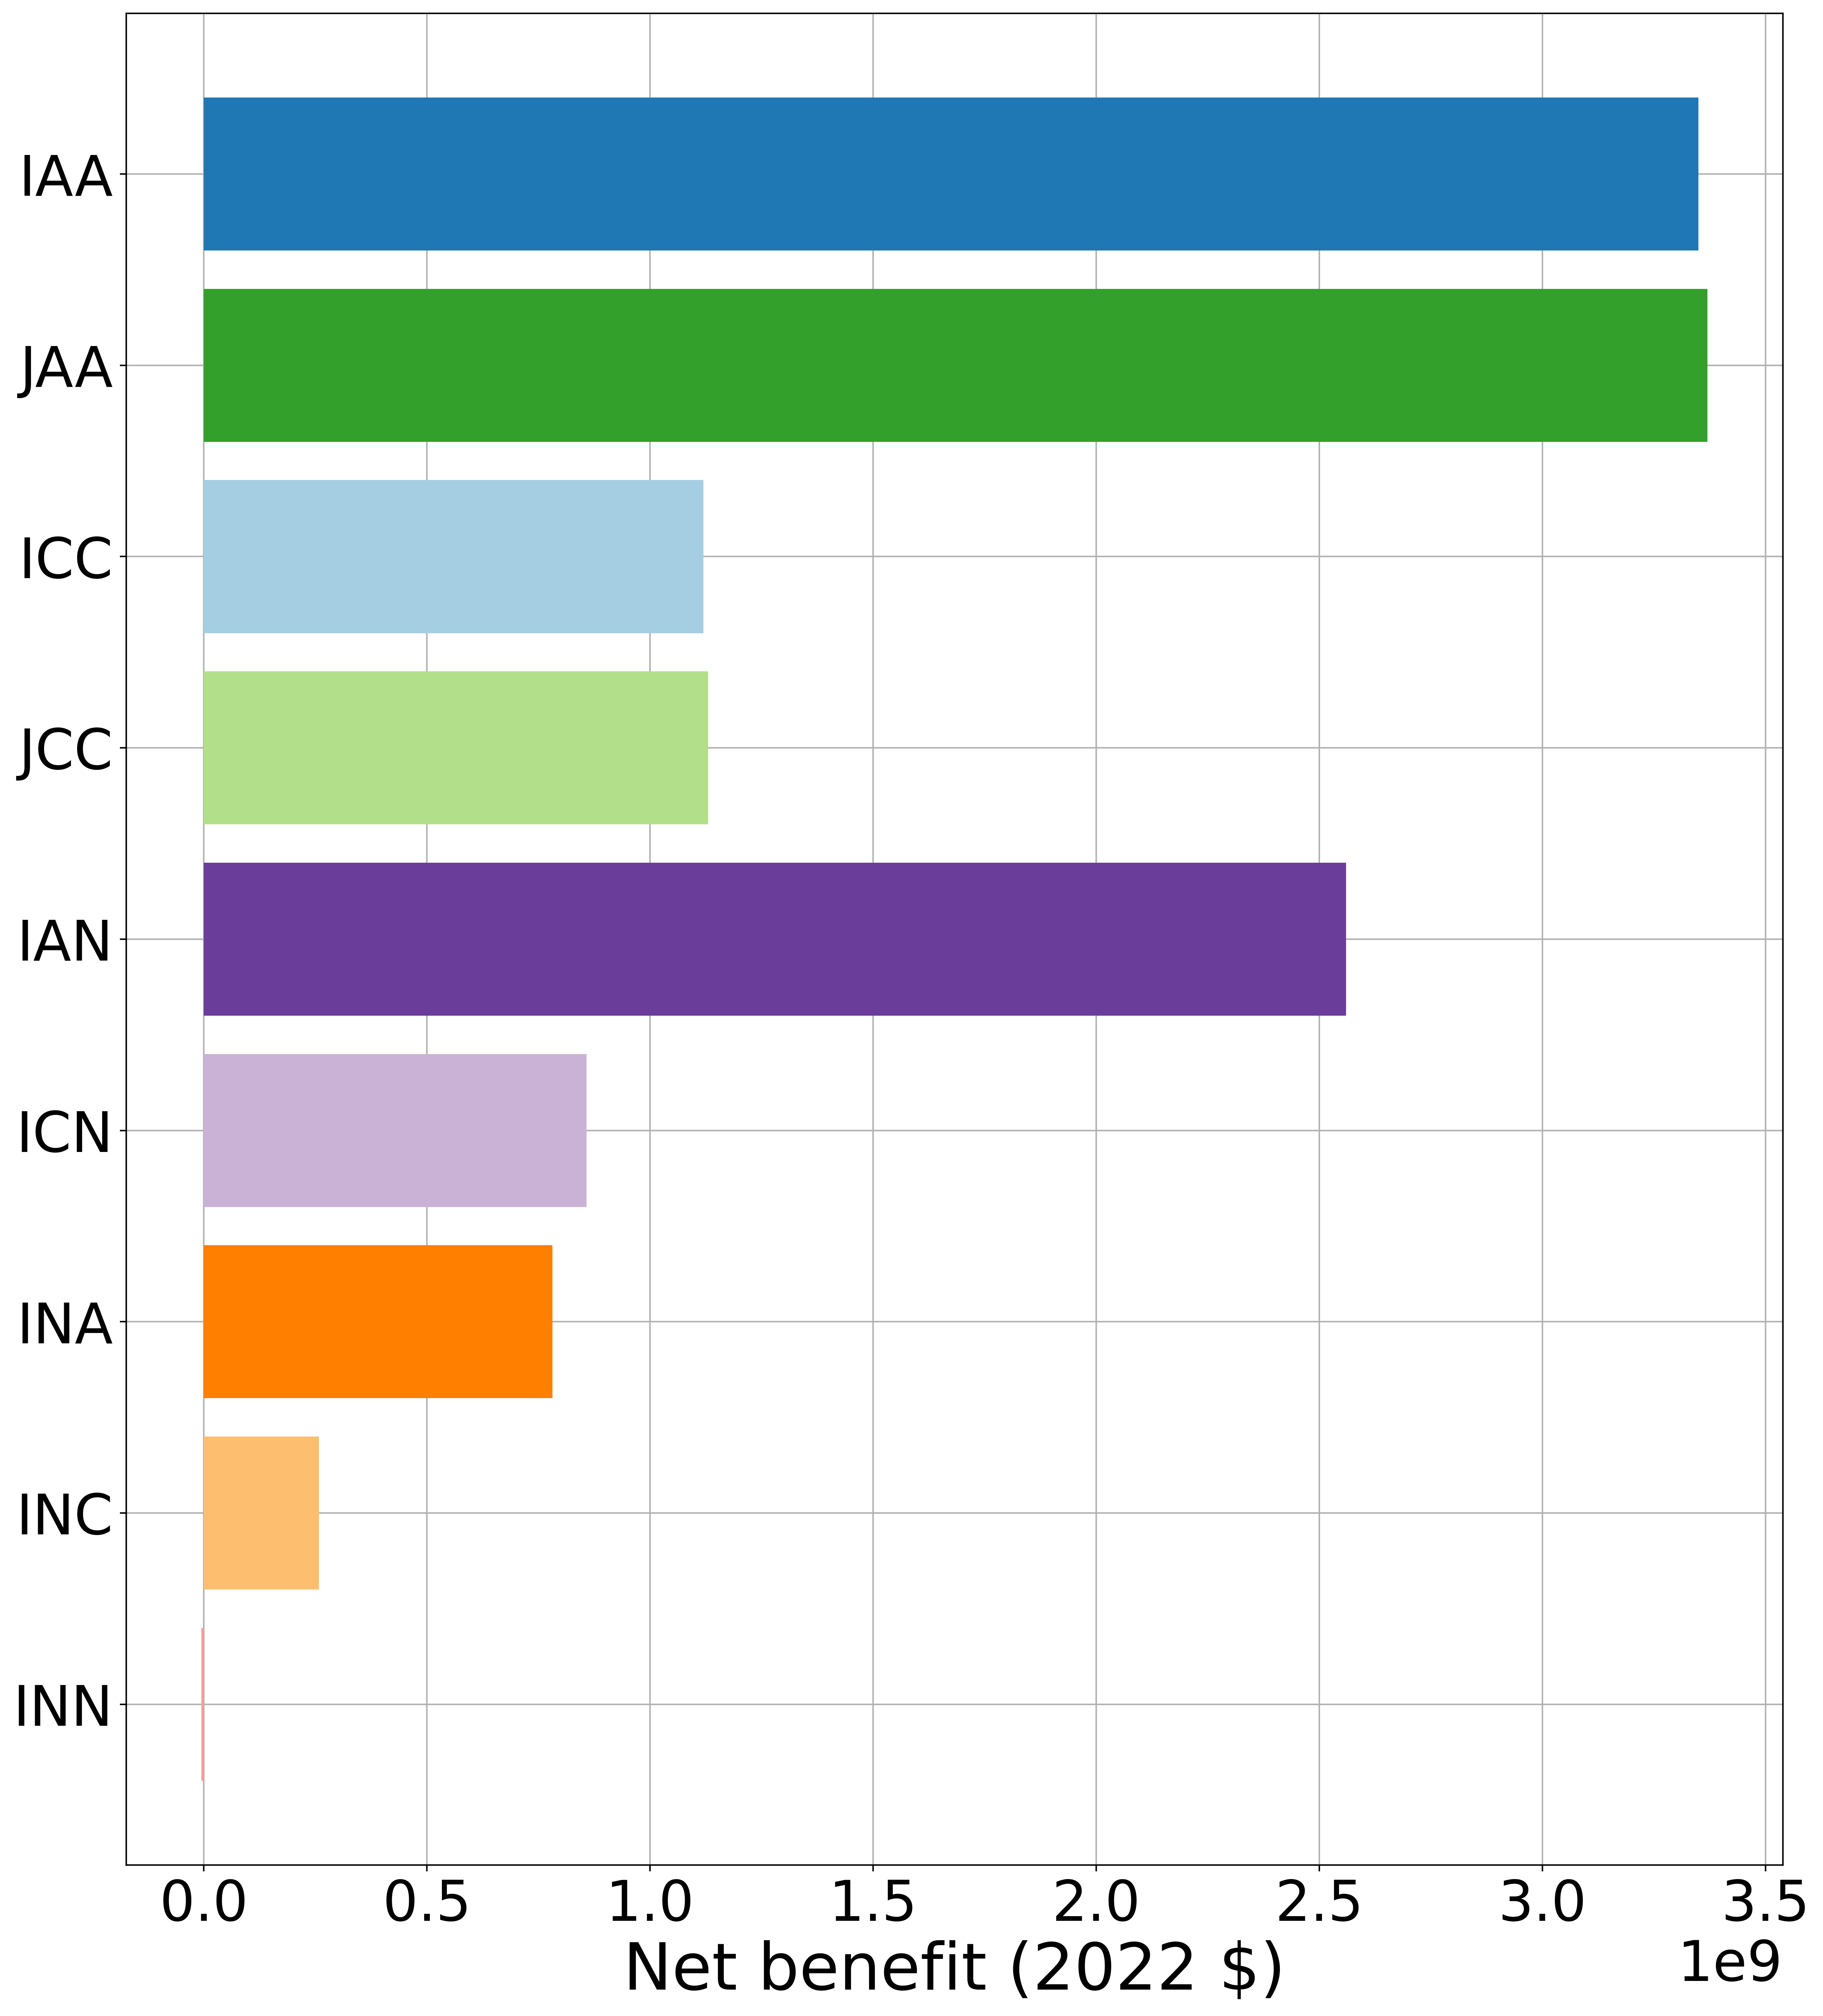 IAA
JAA
ICC
JCC
IAN
ICN
INA
INC
INN
0.0 0.5 1.0 1.5 2.0 2.5 3.0 3.5
Net benefit (2022 $)
1e9